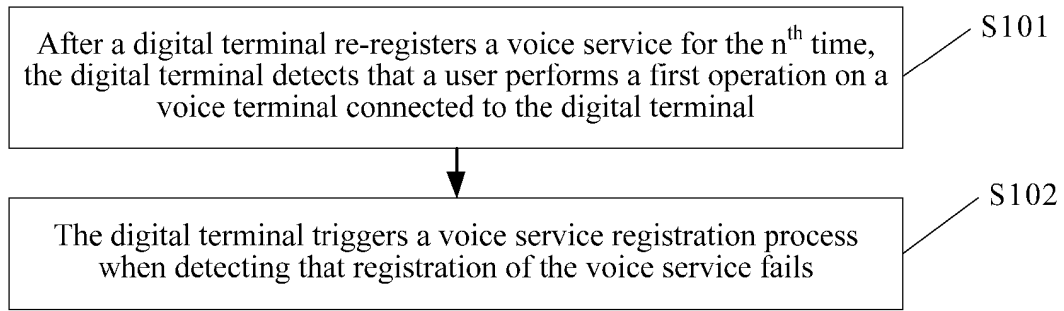 After a digital terminal re-registers a voice service for the nth time,
the digital terminal detects that a user performs a first operation on a
voice terminal connected to the digital terminal
S101
The digital terminal triggers a voice service registration process
when detecting that registration of the voice service fails
S102